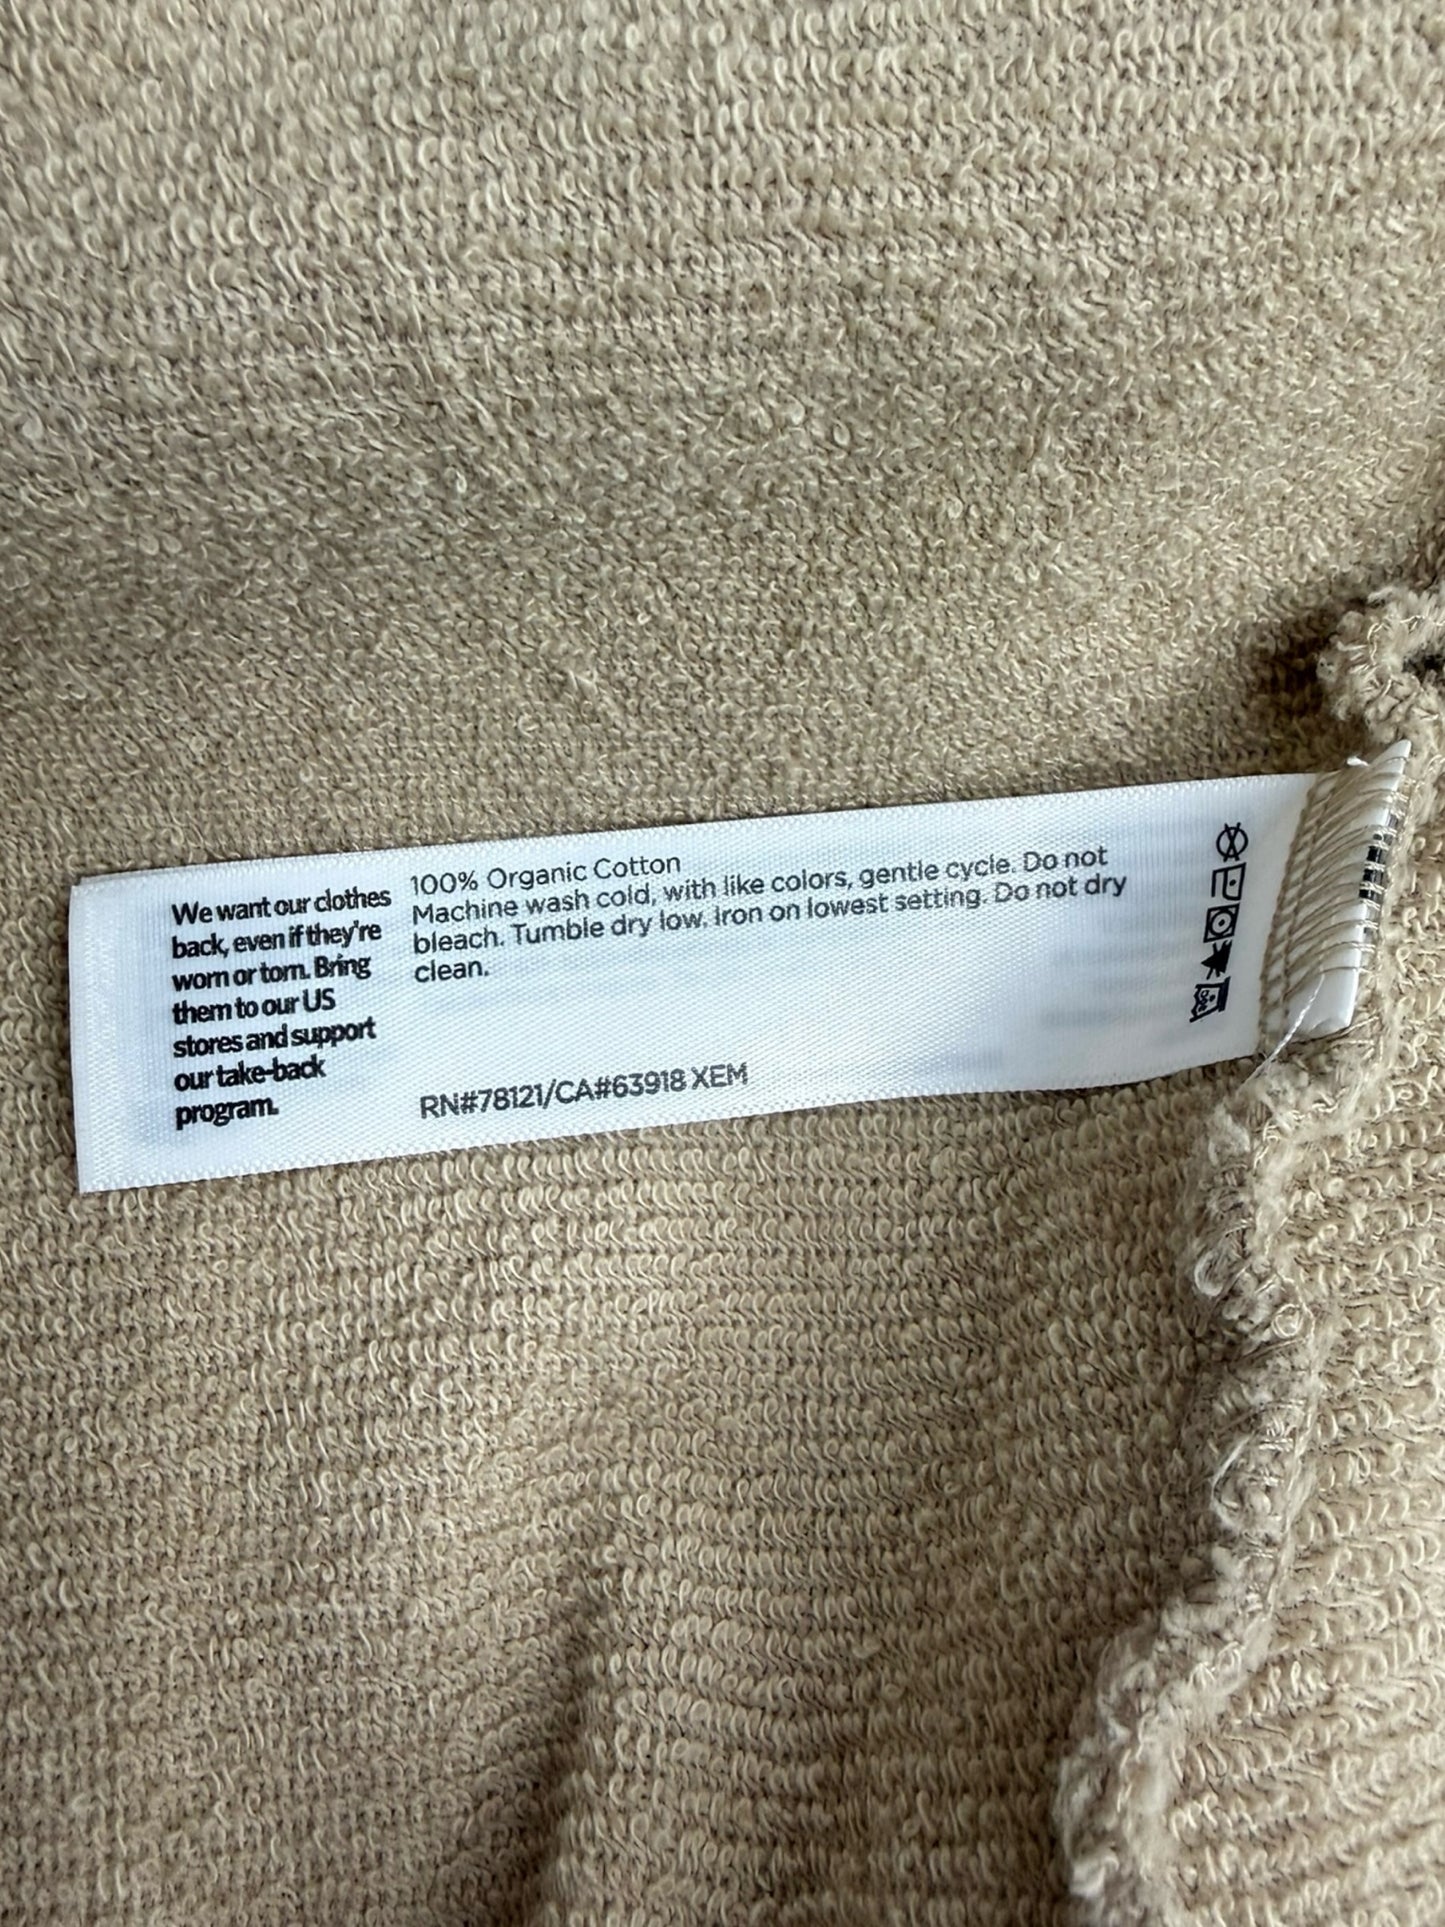 We want our clothes
back, even if they're
worn or torn. Bring
them to our US
stores and support
our take-back
program.
100% Organic Cotton
Machine wash cold, with like colors, gentle cycle. Do not
bleach. Tumble dry low. Iron on lowest setting. Do not dry
clean.
RN#78121/CA#63918 XEM